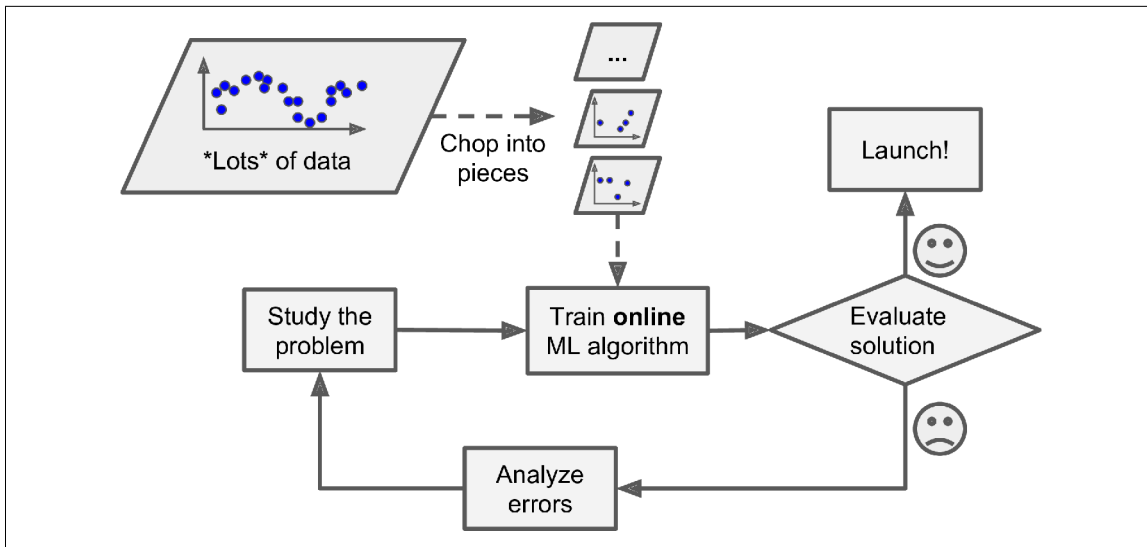 *Lots* of data
Chop into
pieces
...
Launch!
Study the
problem
Train online
ML algorithm
Evaluate
solution
Analyze
errors